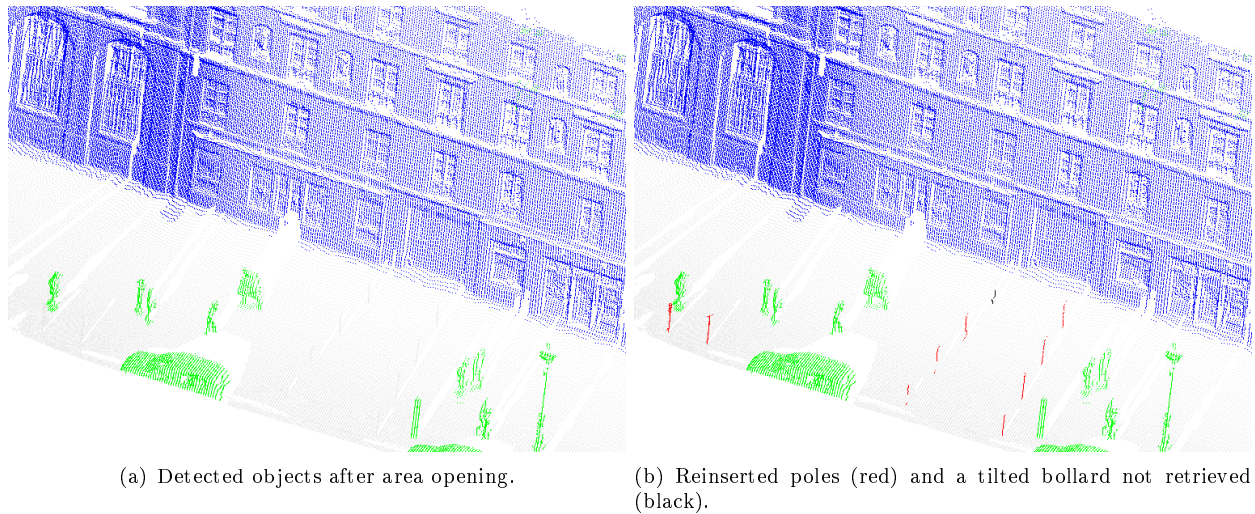 (a) Detected objects after area opening.
(b) Reinserted poles (red) and a tilted bollard not retrieved
(black).